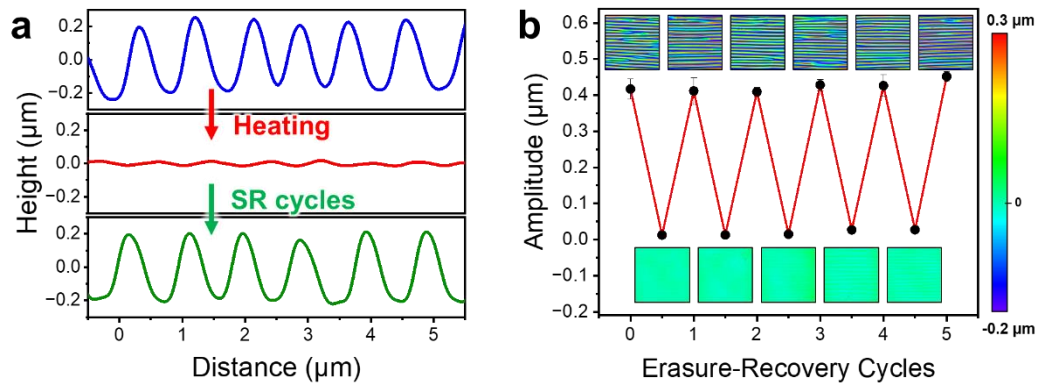 a
0.2
0.0
−0.2
0.2
0.0
−0.2
0.2
0.0
−0.2
Height (µm)
Heating
SR cycles
0 1 2 3 4 5
Distance (µm)
b
0.6
0.5
0.4
0.3
0.2
0.1
0.0
−0.1
−0.2
Amplitude (µm)
0 1 2 3 4 5
Erasure-Recovery Cycles
0.3 µm
0
-0.2 µm